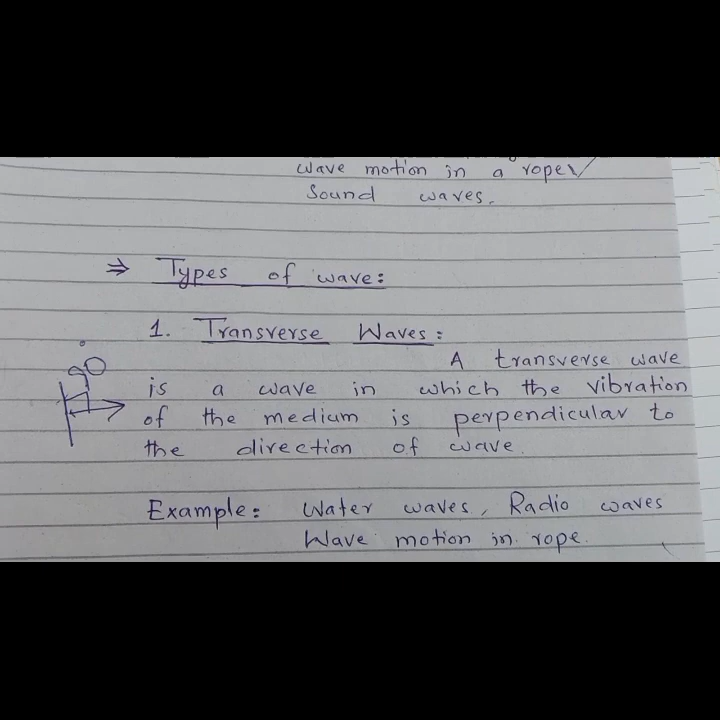 wave motion in a rope
Sound waves.
⇒ Types of wave:
1. Transverse Waves:
A transverse wave
is a wave in which the vibration
of the medium is perpendicular to
the direction of wave.
90°
Example: Water waves, Radio waves
Wave motion in rope.